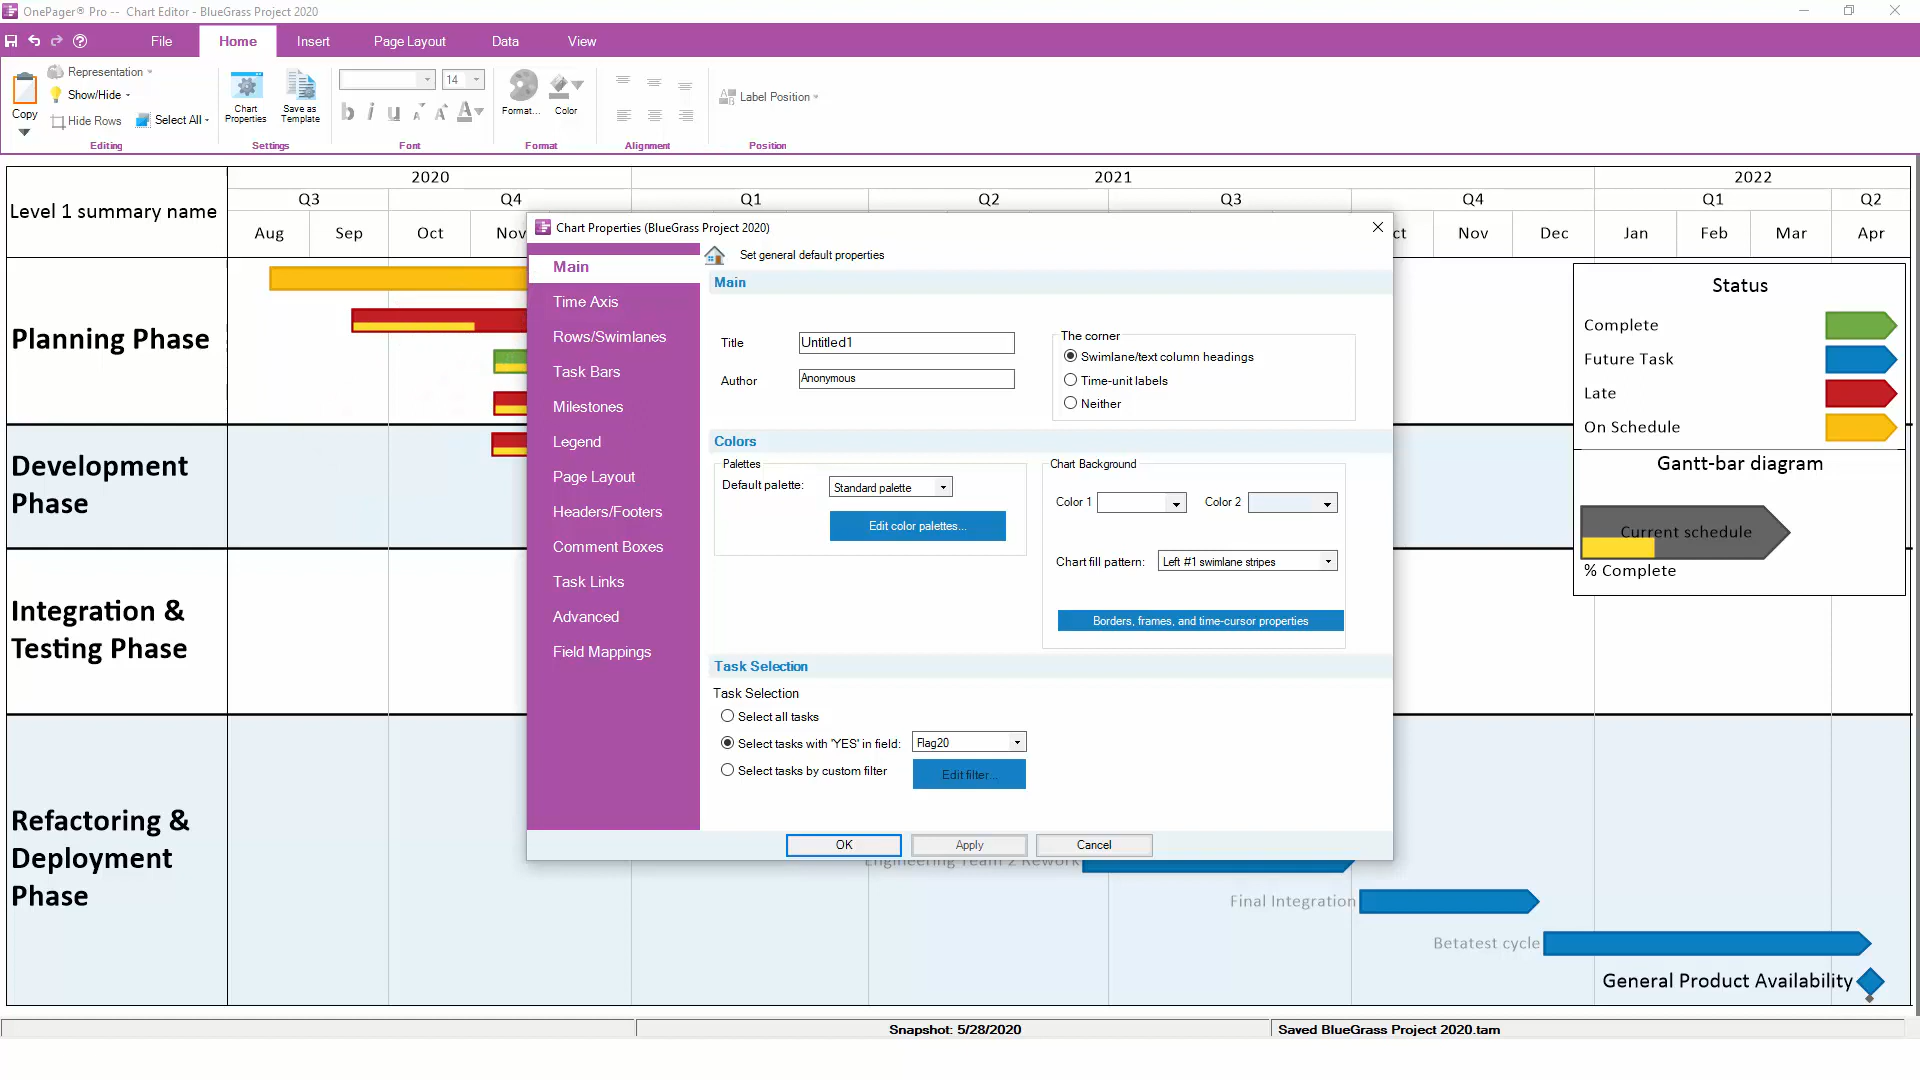 OnePager® Pro -- Chart Editor - BlueGrass Project 2020
File Home Insert Page Layout Data View
Copy
Representation
Show/Hide
Hide Rows
Select All
Chart Properties
Save as Template
14
b i u A A A
Format...
Color
Label Position
Editing Settings Font Format Alignment Position
2020 2021 2022
Q3 Q4 Q1 Q2 Q3 Q4 Q1 Q2
Level 1 summary name
Aug Sep Oct Nov ct Nov Dec Jan Feb Mar Apr
Planning Phase
Development
Phase
Integration &
Testing Phase
Refactoring &
Deployment
Phase
Chart Properties (BlueGrass Project 2020)
Main
Time Axis
Rows/Swimlanes
Task Bars
Milestones
Legend
Page Layout
Headers/Footers
Comment Boxes
Task Links
Advanced
Field Mappings
Set general default properties
Main
Title Untitled1
Author Anonymous
The corner
Swimlane/text column headings
Time-unit labels
Neither
Colors
Palettes
Default palette: Standard palette
Edit color palettes...
Chart Background
Color 1 Color 2
Chart fill pattern: Left #1 swimlane stripes
Borders, frames, and time-cursor properties
Task Selection
Task Selection
Select all tasks
Select tasks with 'YES' in field: Flag20
Select tasks by custom filter Edit filter...
OK Apply Cancel
Status
Complete
Future Task
Late
On Schedule
Gantt-bar diagram
Current schedule
% Complete
Engineering Team 2 Rework
Final Integration
Betatest cycle
General Product Availability
Snapshot: 5/28/2020
Saved BlueGrass Project 2020.tam